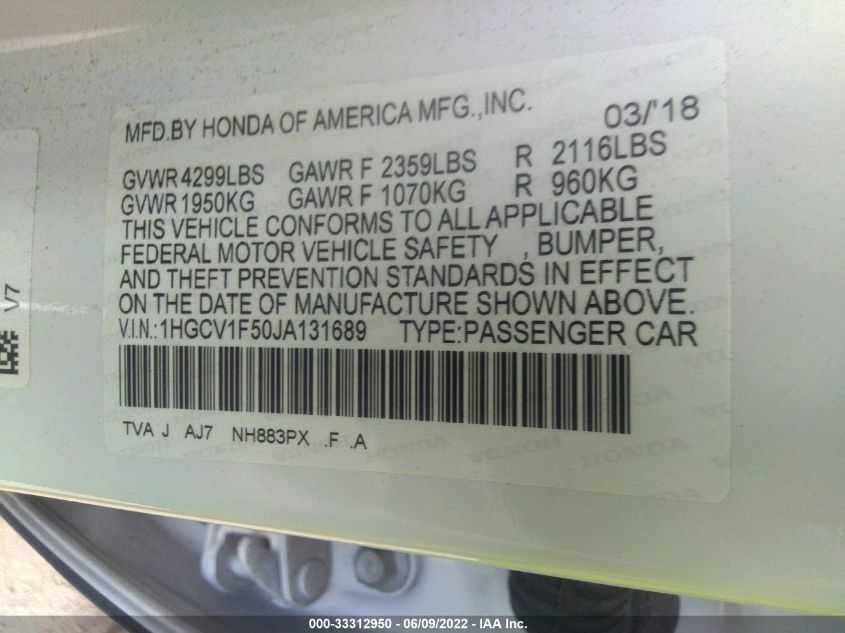 MFD.BY HONDA OF AMERICA MFG.,INC. 03/'18
GVWR 4299LBS GAWR F 2359LBS R 2116LBS
GVWR 1950KG GAWR F 1070KG R 960KG
THIS VEHICLE CONFORMS TO ALL APPLICABLE
FEDERAL MOTOR VEHICLE SAFETY , BUMPER,
AND THEFT PREVENTION STANDARDS IN EFFECT
ON THE DATE OF MANUFACTURE SHOWN ABOVE.
V.I.N.:1HGCV1F50JA131689 TYPE:PASSENGER CAR
TVA J AJ7 NH883PX .F .A
V7
000-33312950 - 06/09/2022 - IAA Inc.